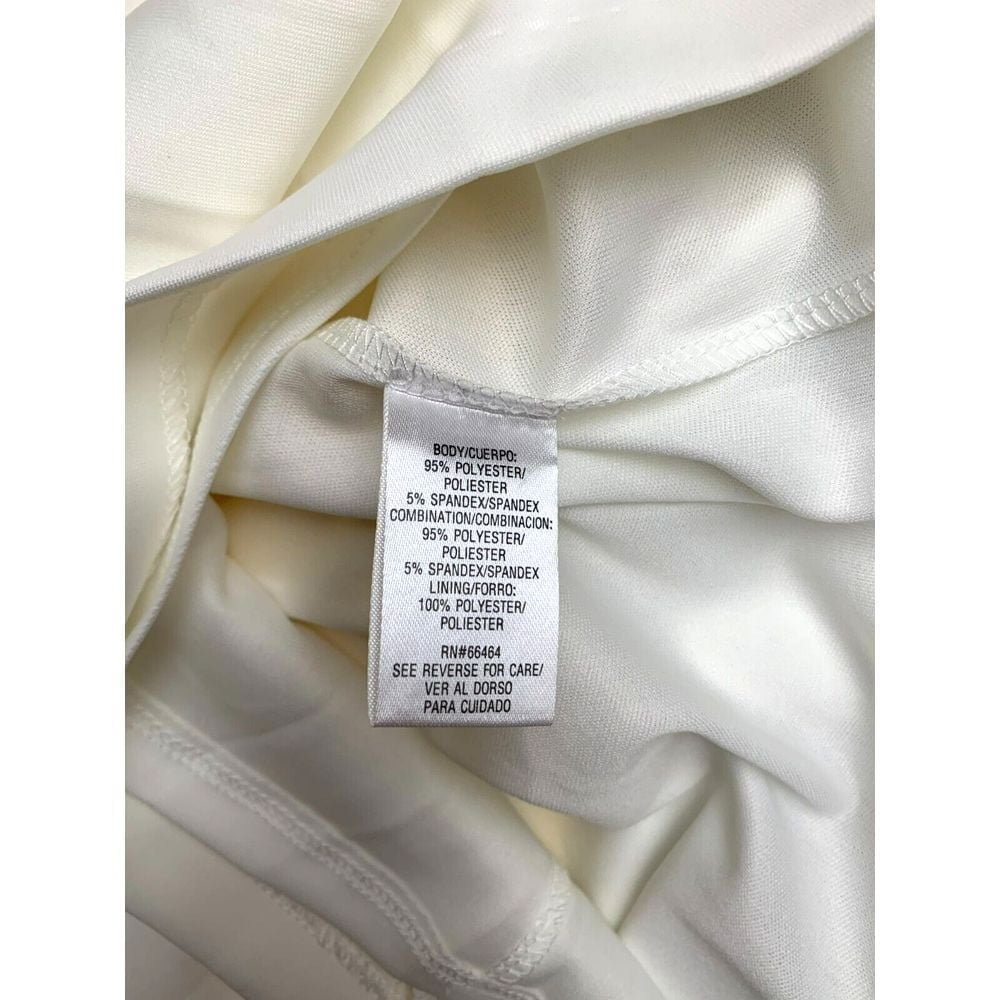 BODY/CUERPO:
95% POLYESTER/
POLIESTER
5% SPANDEX/SPANDEX
COMBINATION/COMBINACION:
95% POLYESTER/
POLIESTER
5% SPANDEX/SPANDEX
LINING/FORRO:
100% POLYESTER/
POLIESTER
RN#66464
SEE REVERSE FOR CARE/
VER AL DORSO
PARA CUIDADO